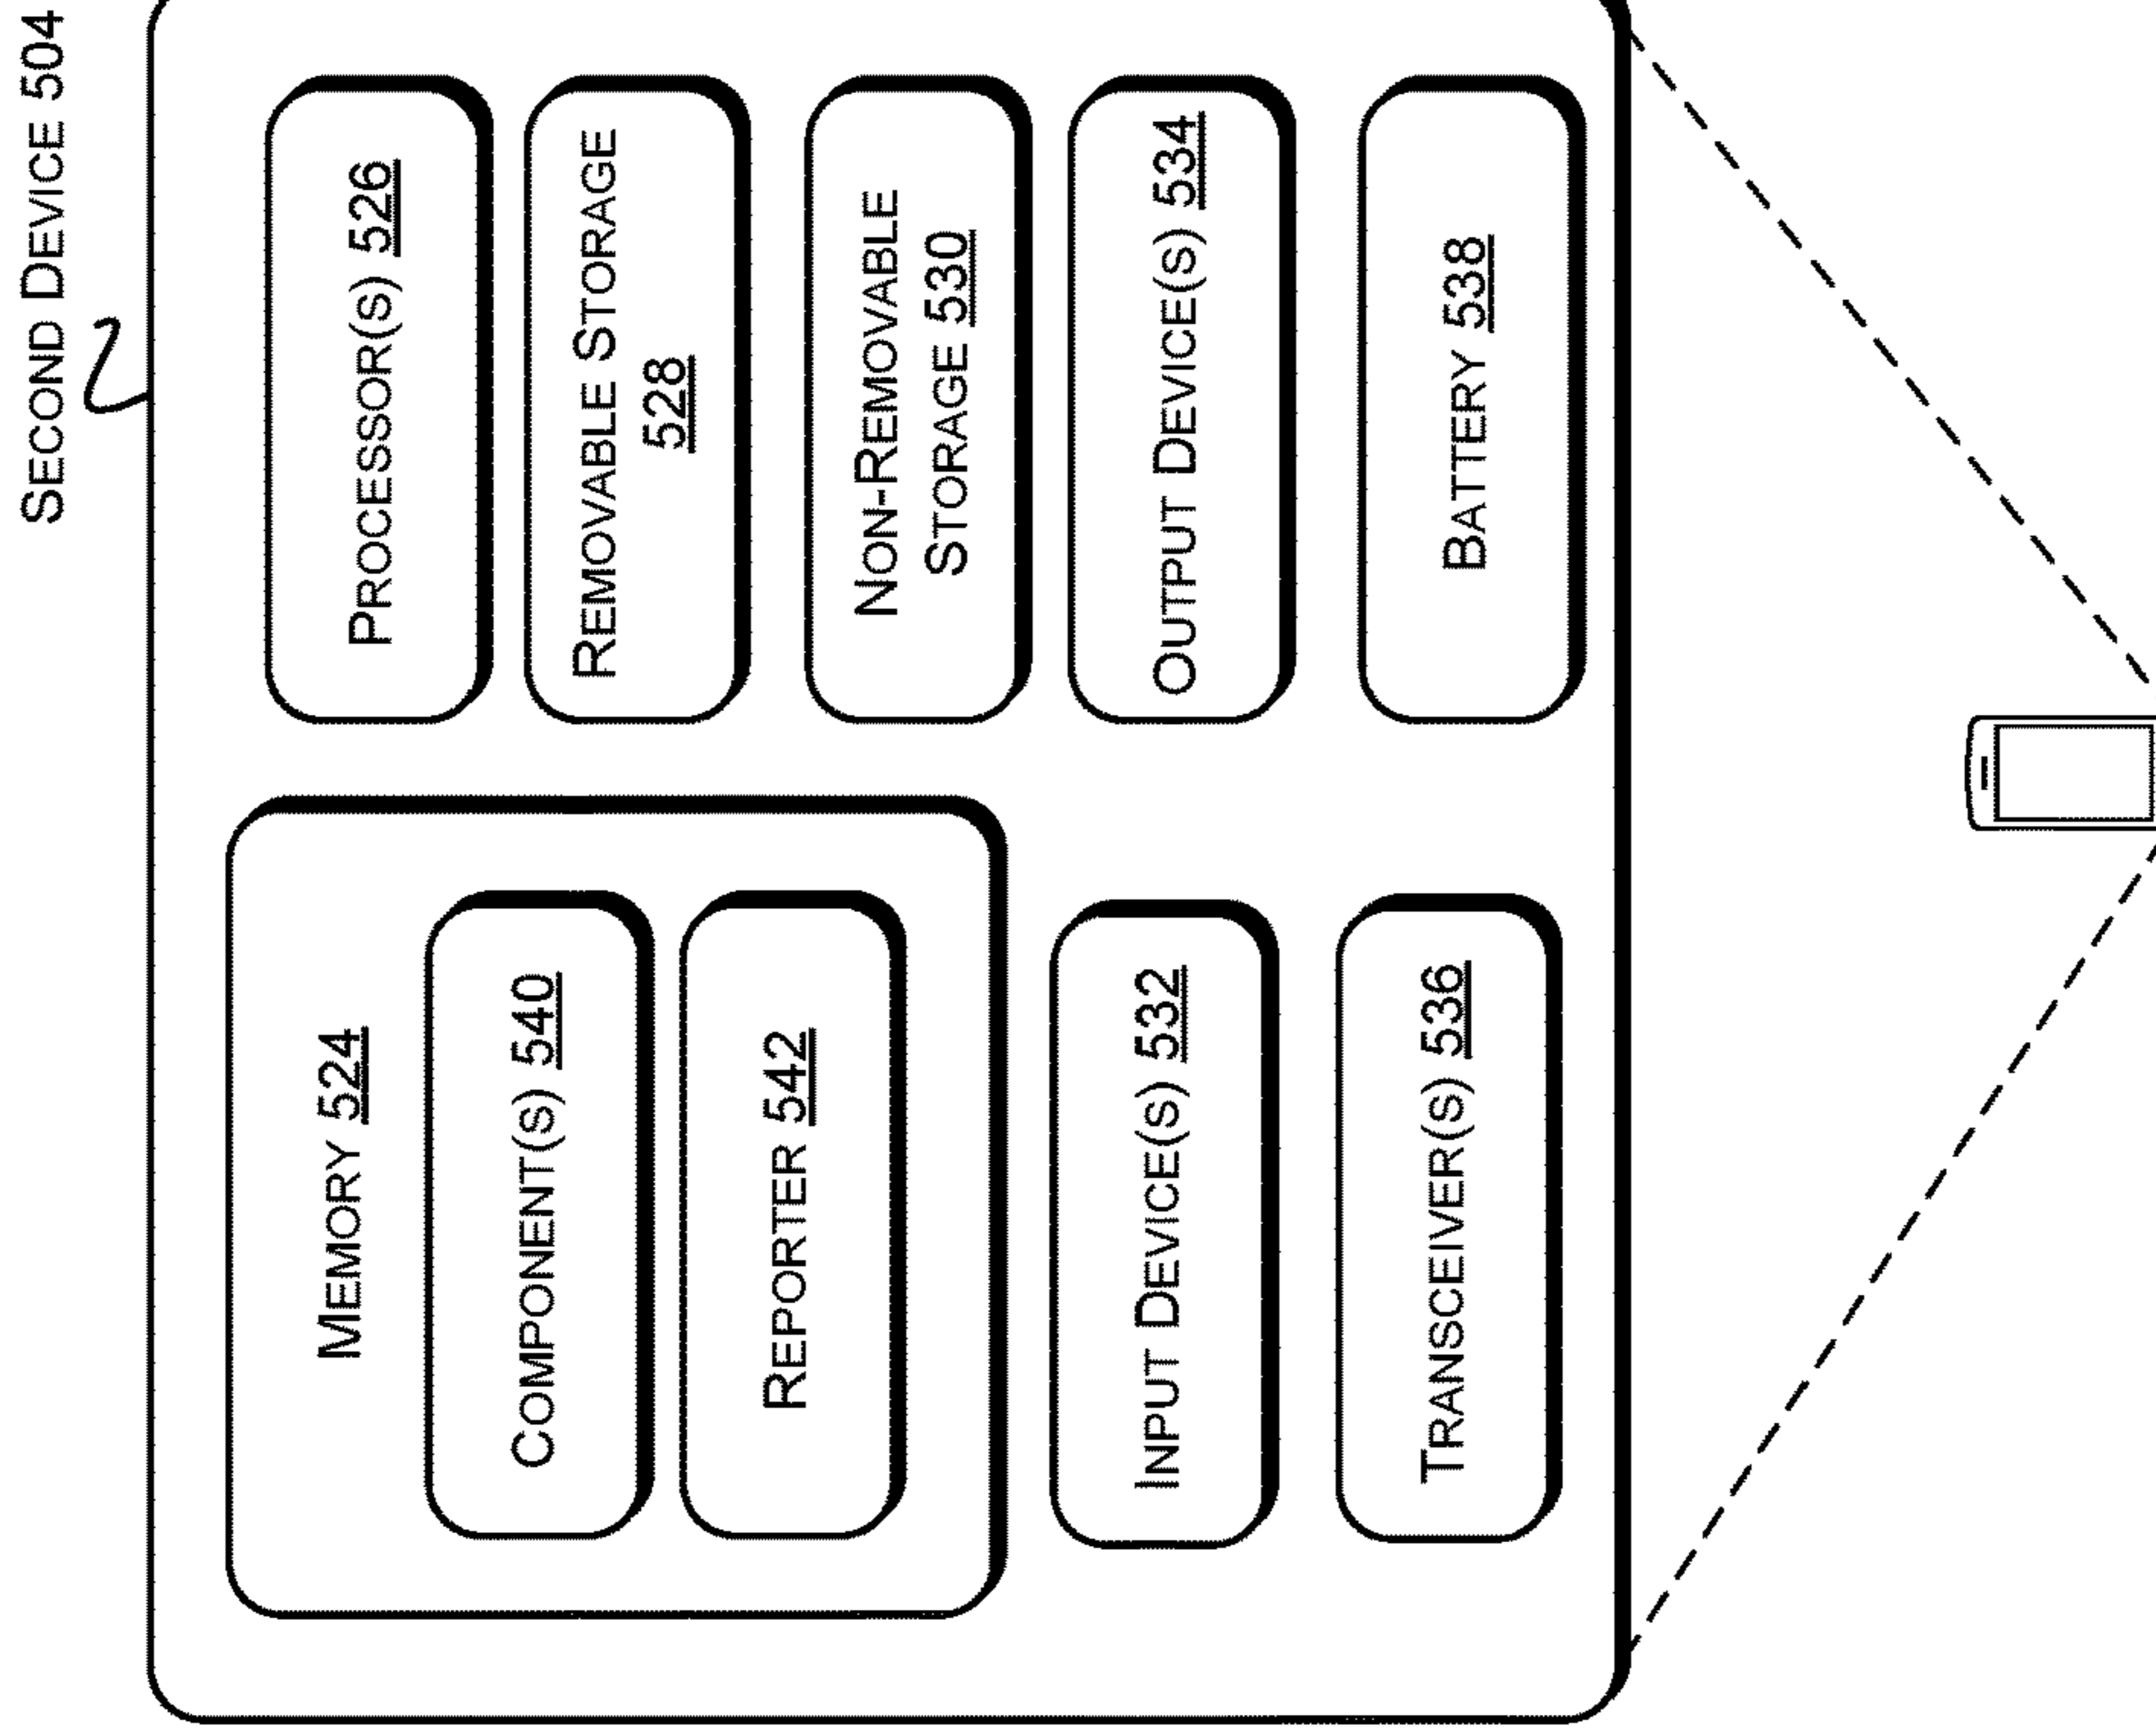 SECOND DEVICE 504
MEMORY 524
COMPONENT(S) 540
REPORTER 542
INPUT DEVICE(S) 532
TRANSCEIVER(S) 536
PROCESSOR(S) 526
REMOVABLE STORAGE
528
NON-REMOVABLE
STORAGE 530
OUTPUT DEVICE(S) 534
BATTERY 538